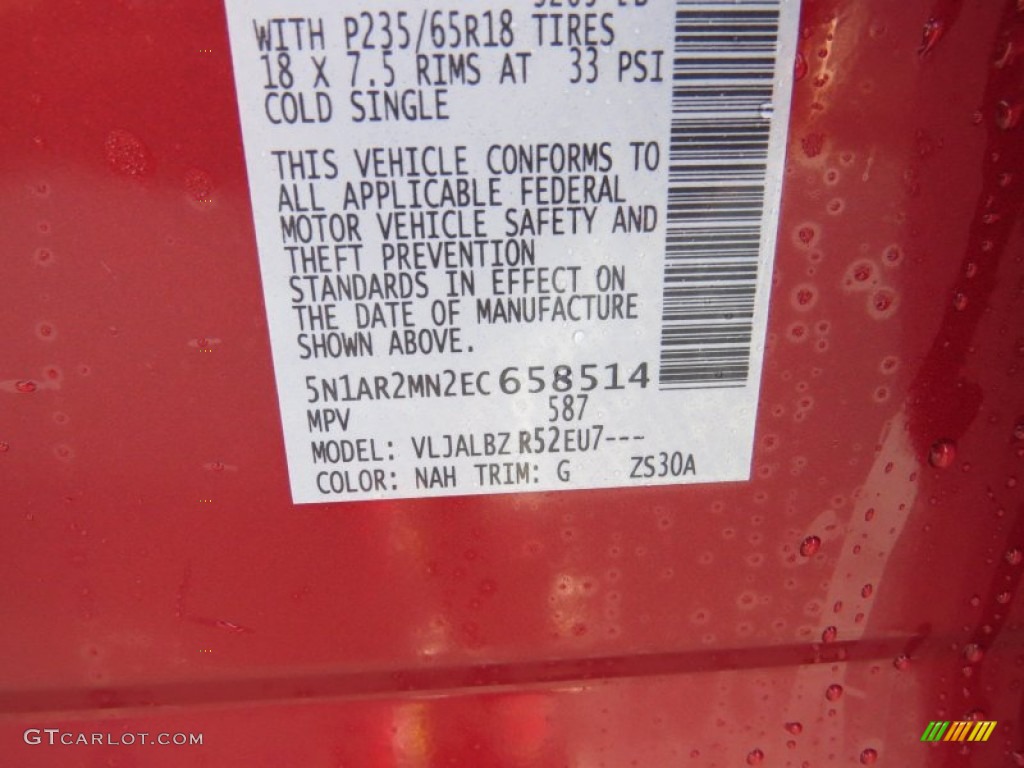 WITH P235/65R18 TIRES
18 X 7.5 RIMS AT 33 PSI
COLD SINGLE
THIS VEHICLE CONFORMS TO
ALL APPLICABLE FEDERAL
MOTOR VEHICLE SAFETY AND
THEFT PREVENTION
STANDARDS IN EFFECT ON
THE DATE OF MANUFACTURE
SHOWN ABOVE.
5N1AR2MN2EC658514
MPV 587
MODEL: VLJALBZ R52EU7---
COLOR: NAH TRIM: G ZS30A
GTCARLOT.COM